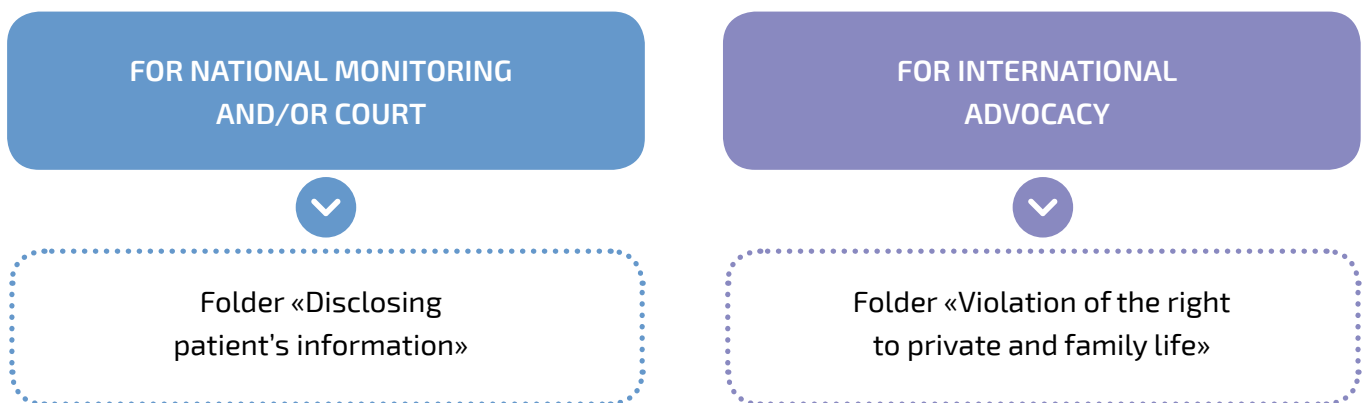 FOR NATIONAL MONITORING
AND/OR COURT
Folder «Disclosing
patient’s information»
FOR INTERNATIONAL
ADVOCACY
Folder «Violation of the right
to private and family life»